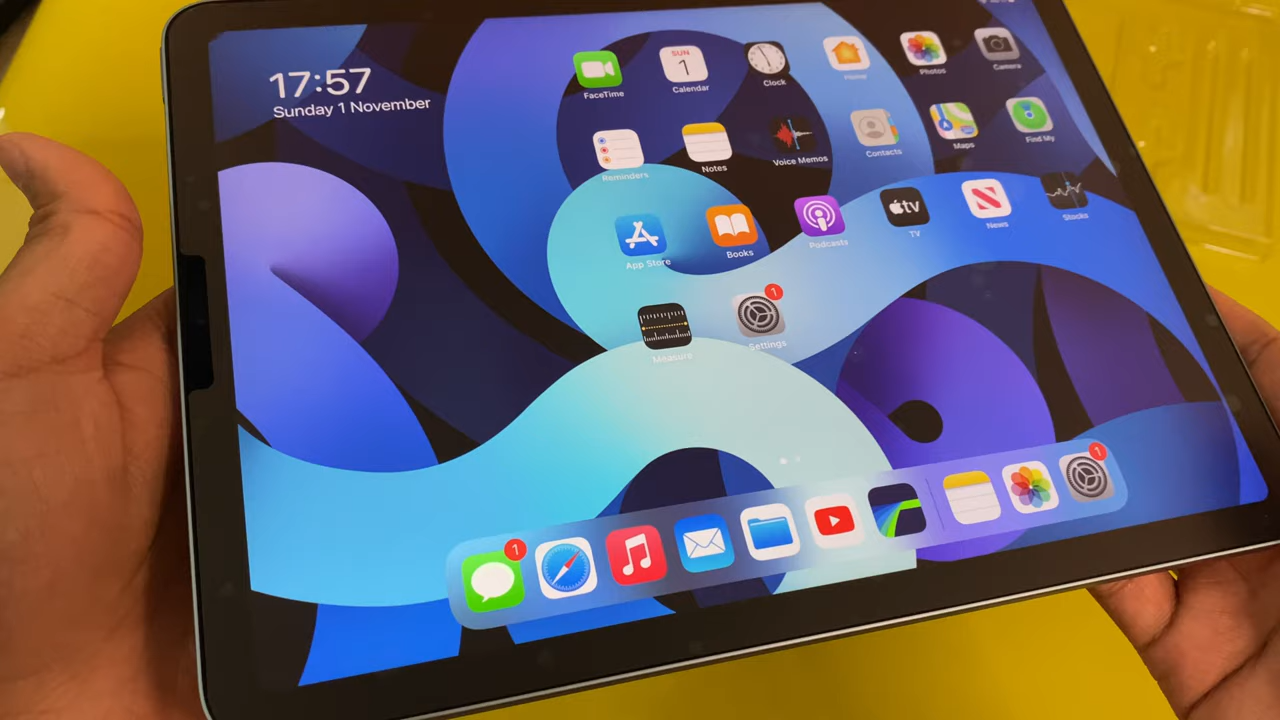 17:57
Sunday 1 November
FaceTime
SUN
1
Calendar
Clock
Home
Photos
Camera
Reminders
Notes
Voice Memos
Contacts
Maps
Find My
App Store
Books
Podcasts
tv
TV
News
Stocks
Measure
1
Settings
1
1